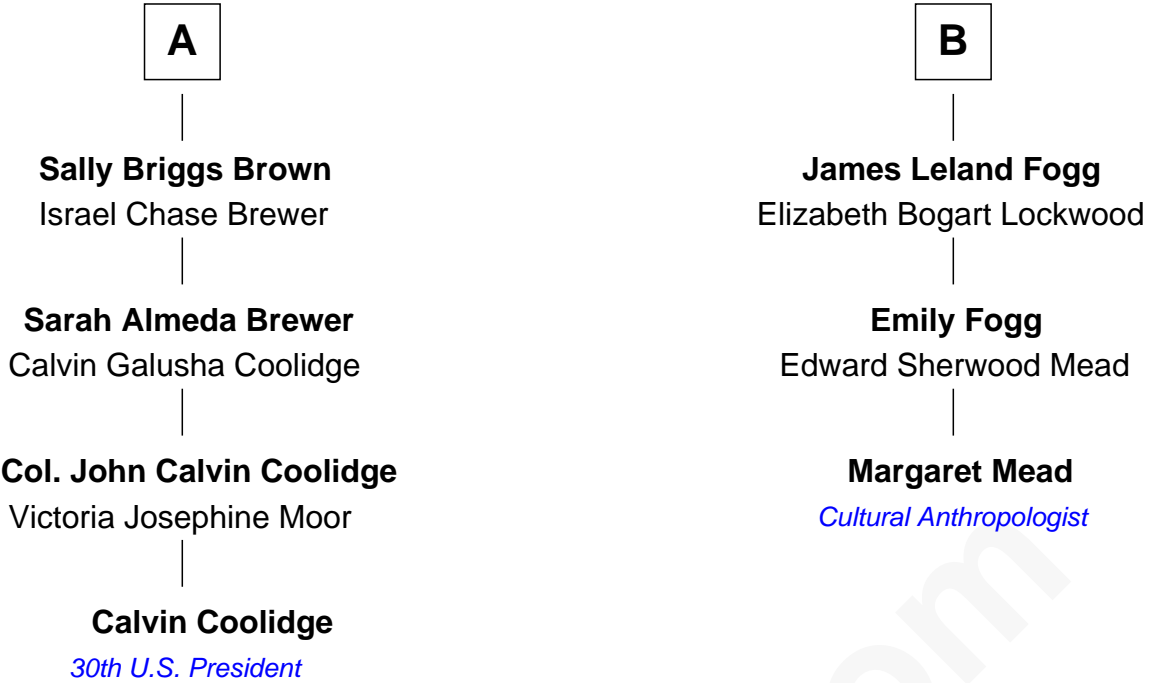 A
Sally Briggs Brown
Israel Chase Brewer
Sarah Almeda Brewer
Calvin Galusha Coolidge
Col. John Calvin Coolidge
Victoria Josephine Moor
Calvin Coolidge
30th U.S. President
B
James Leland Fogg
Elizabeth Bogart Lockwood
Emily Fogg
Edward Sherwood Mead
Margaret Mead
Cultural Anthropologist
om